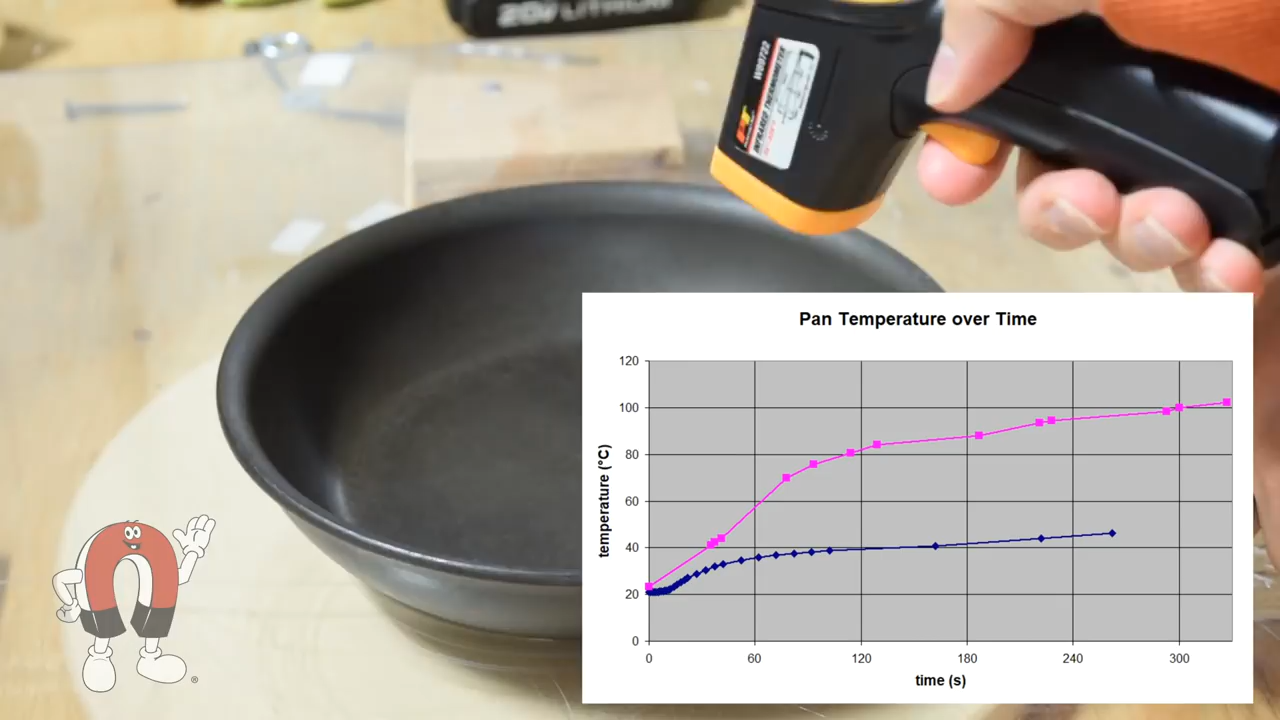 20V LITHIUM
W89722
INFRARED THERMOMETER
Pan Temperature over Time
120
100
80
60
40
20
0
temperature (°C)
0 60 120 180 240 300
time (s)
®